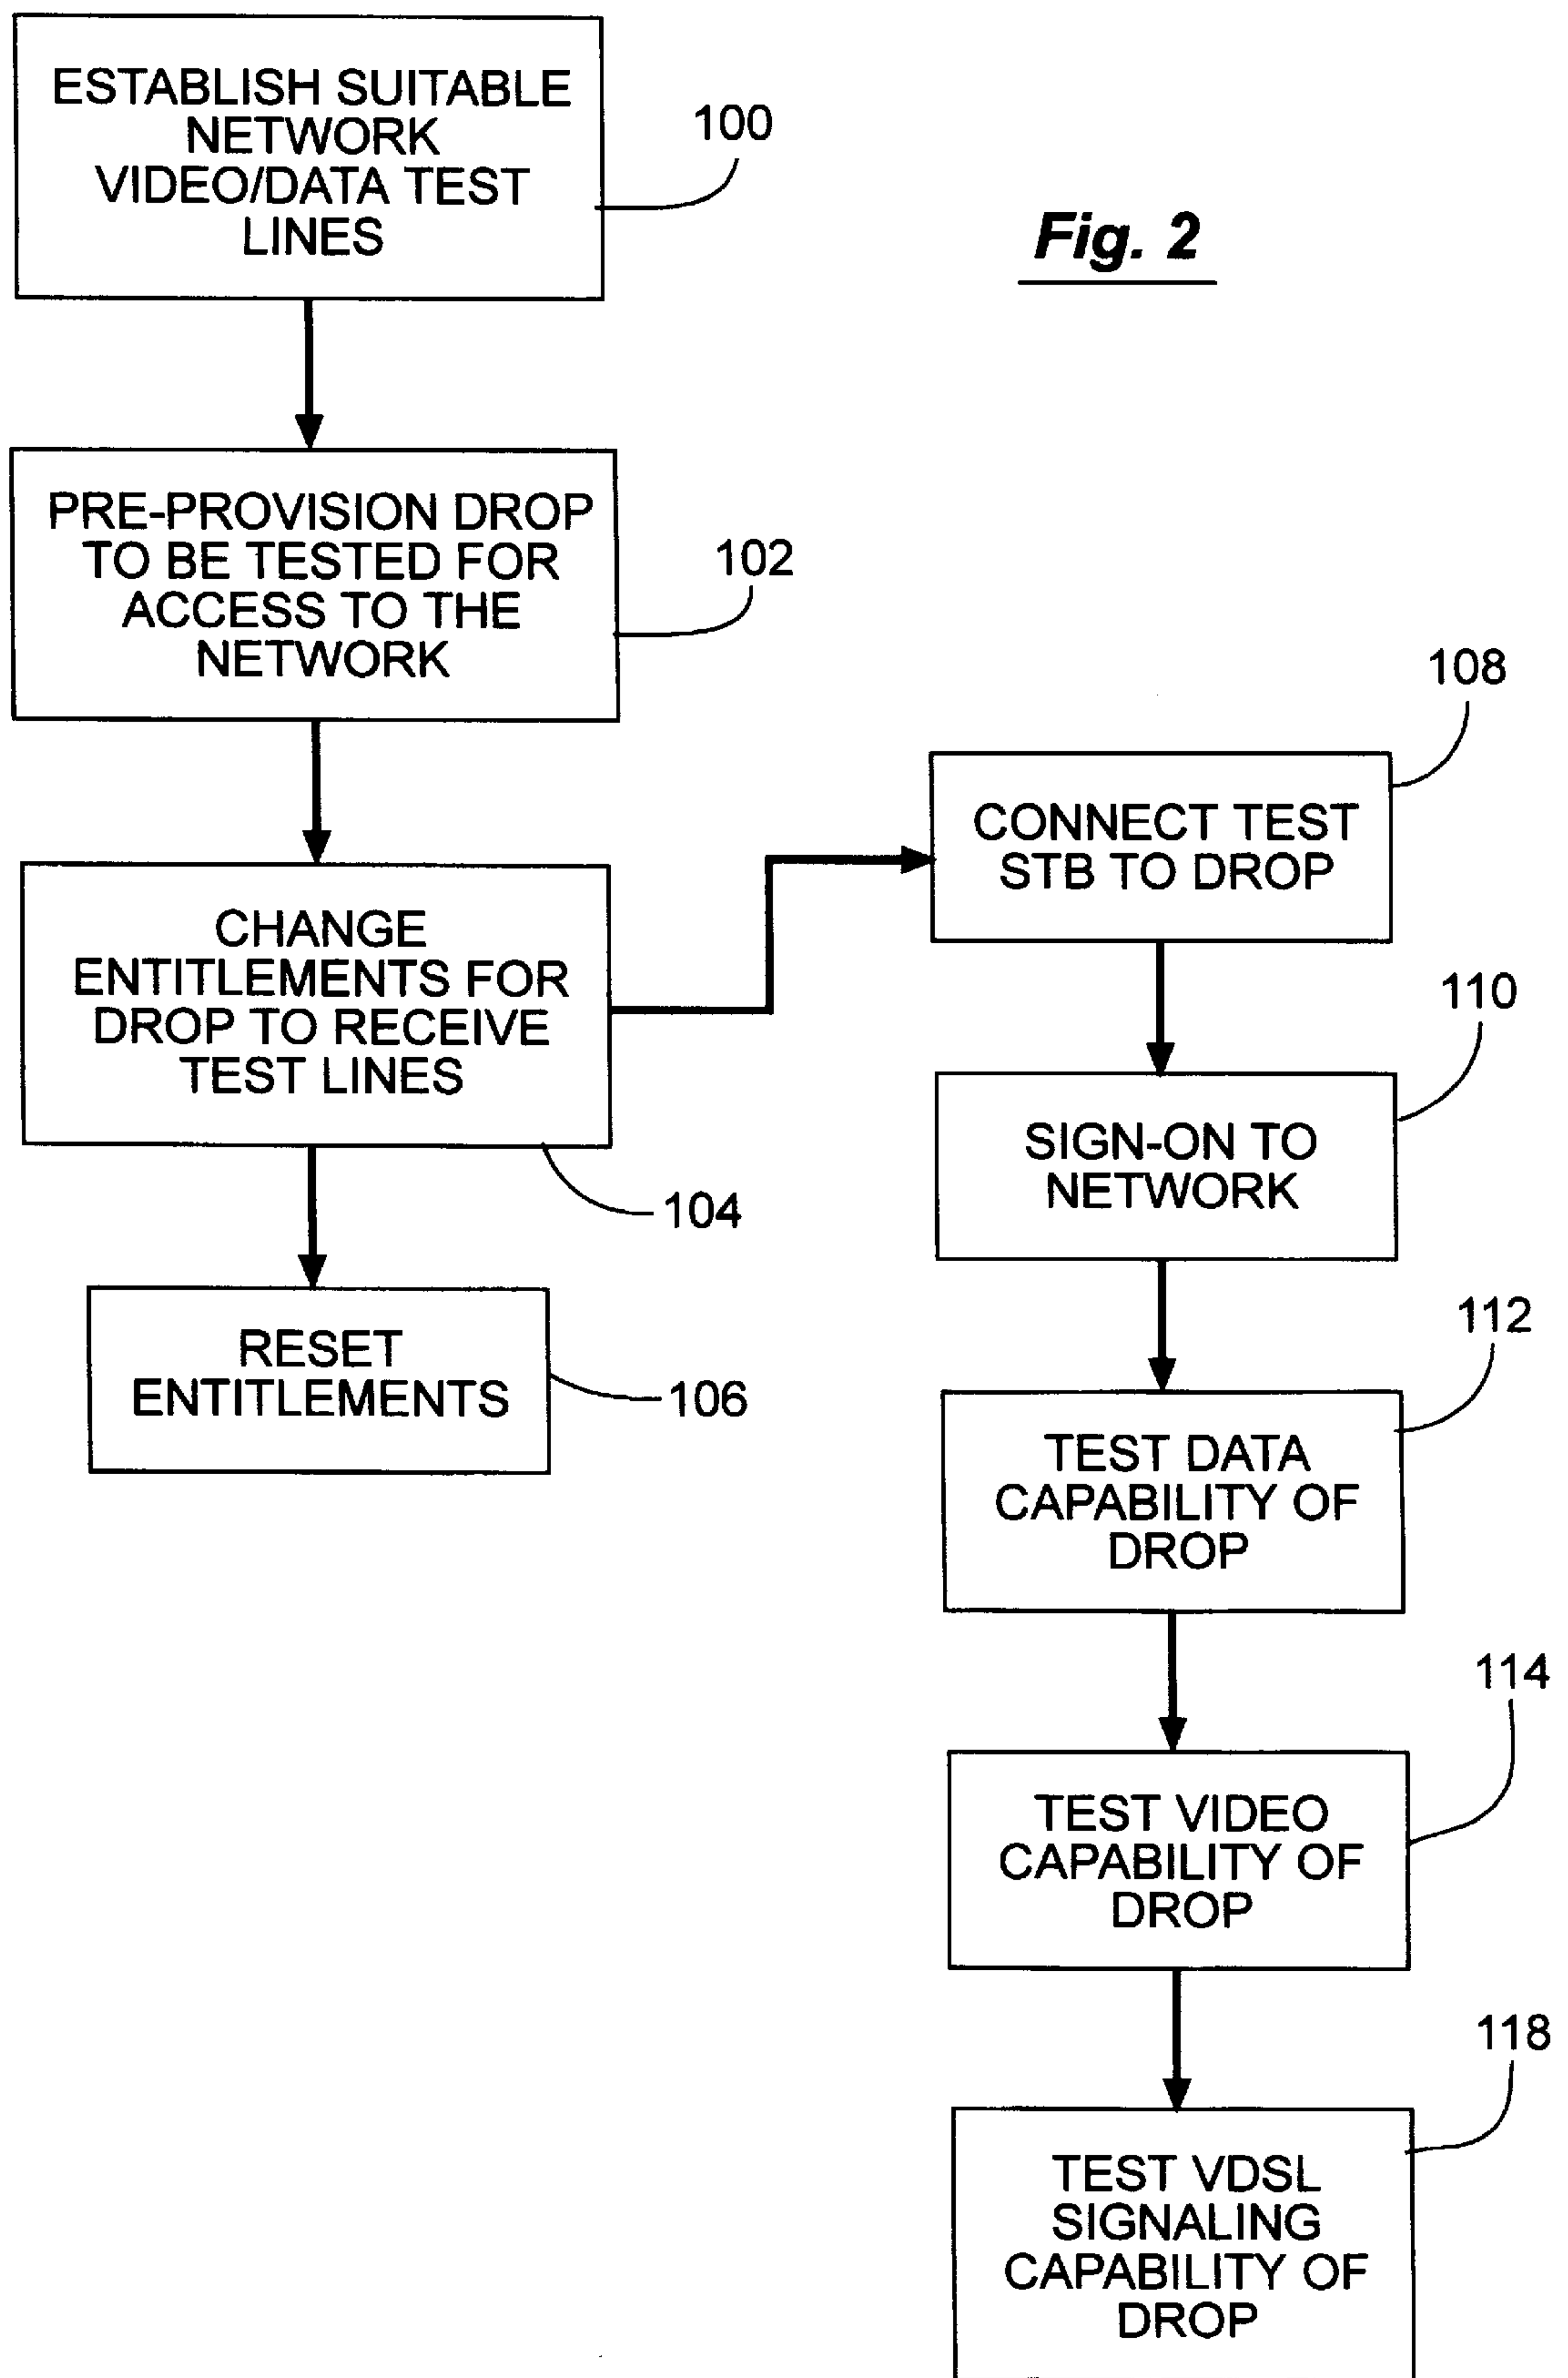 ESTABLISH SUITABLE
NETWORK
VIDEO/DATA TEST
LINES
100
Fig. 2
PRE-PROVISION DROP
TO BE TESTED FOR
ACCESS TO THE
NETWORK
102
CHANGE
ENTITLEMENTS FOR
DROP TO RECEIVE
TEST LINES
104
RESET
ENTITLEMENTS
106
108
CONNECT TEST
STB TO DROP
110
SIGN-ON TO
NETWORK
112
TEST DATA
CAPABILITY OF
DROP
114
TEST VIDEO
CAPABILITY OF
DROP
118
TEST VDSL
SIGNALING
CAPABILITY OF
DROP